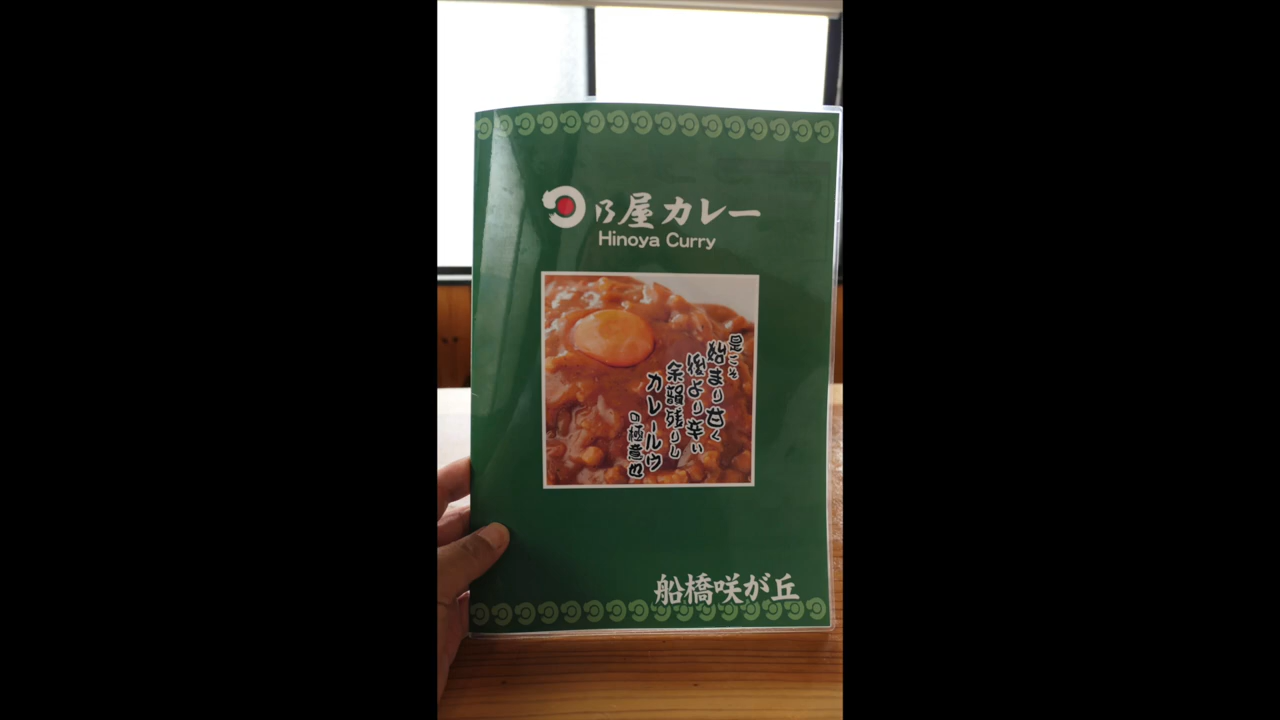 日乃屋カレー
Hinoya Curry
是こそ
始まり甘く
後より辛い
余韻残りし
カレールウ
の極意也
船橋咲が丘